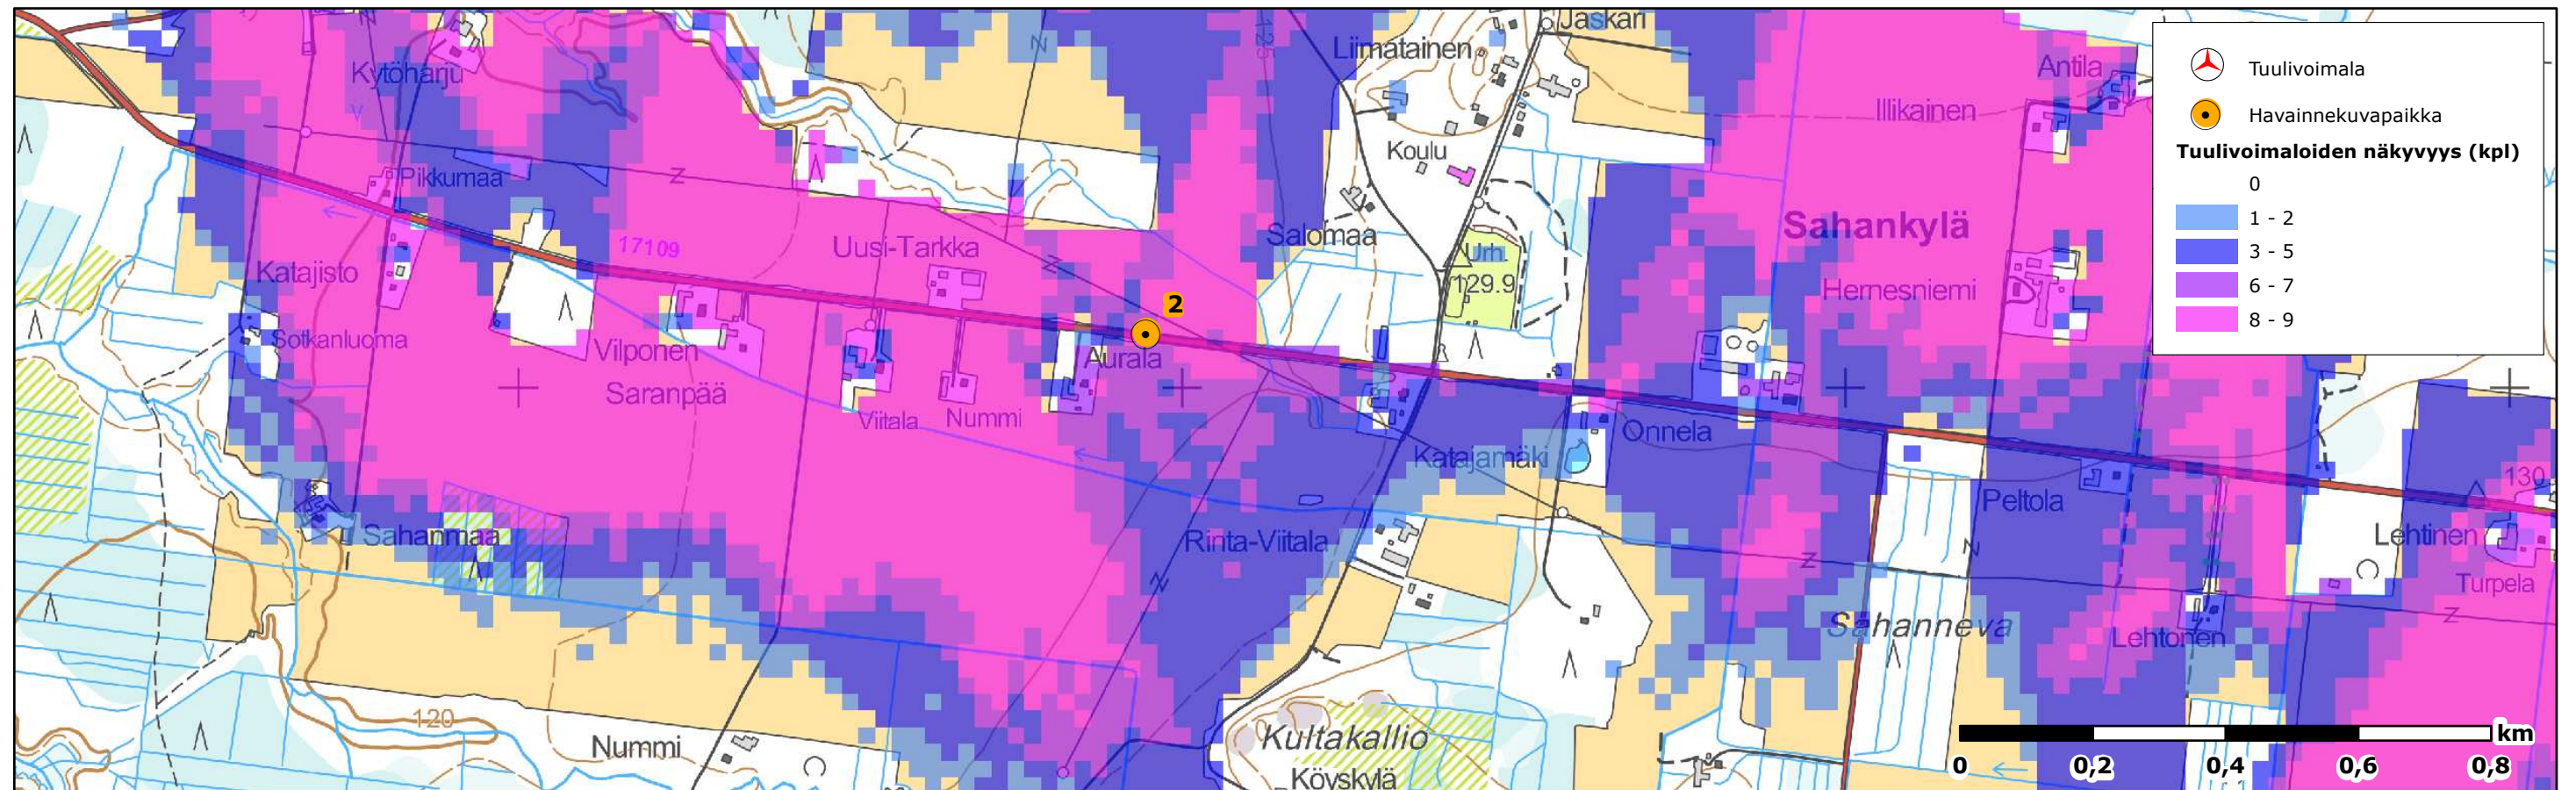 Jaskari
Liimatainen
125
N
Kytöharju
Antila
Illikainen
Koulu
Pikkumaa
Z
Sahankylä
Salomaa
Uusi-Tarkka
17109
Urh.
129.9
Katajisto
Z
Hernesniemi
2
Sotkanluoma
Vilponen
Aurala
Saranpää
Viitala
Nummi
Onnela
Katajamäki
130
Peltola
Sahanmaa
Rinta-Viitala
Lehtinen
N
Z
N
Turpela
Z
Sahanneva
Lehtonen
120
Nummi
Kultakallio
Köyskylä
Tuulivoimala
Havainnekuvapaikka
Tuulivoimaloiden näkyvyys (kpl)
0
1 - 2
3 - 5
6 - 7
8 - 9
km
0 0,2 0,4 0,6 0,8